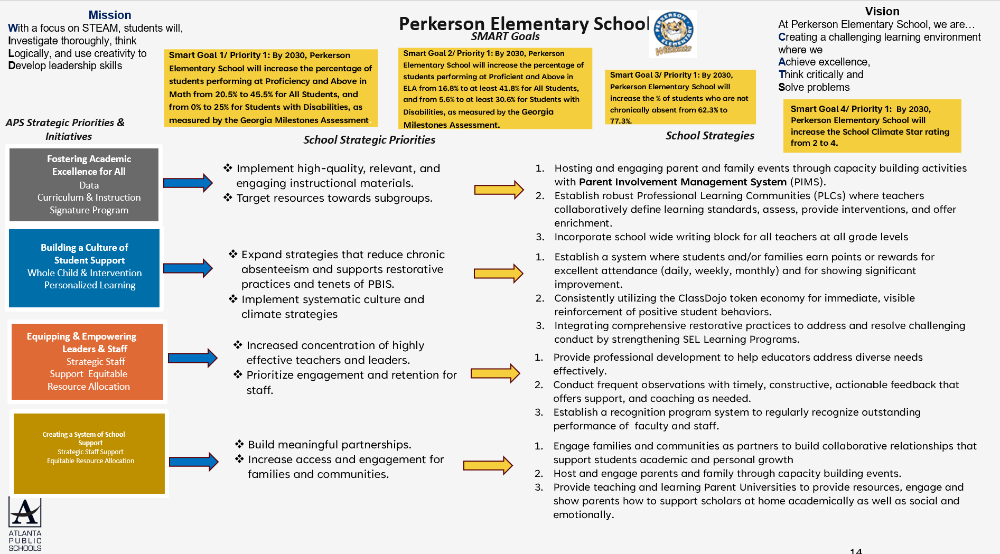 Mission
With a focus on STEAM, students will,
Investigate thoroughly, think
Logically, and use creativity to
Develop leadership skills
Perkerson Elementary School
SMART Goals
PERKERSON
ELEMENTARY
Wildcats
Vision
At Perkerson Elementary School, we are…
Creating a challenging learning environment
where we
Achieve excellence,
Think critically and
Solve problems
Smart Goal 1/ Priority 1: By 2030, Perkerson
Elementary School will increase the percentage of
students performing at Proficiency and Above in
Math from 20.5% to 45.5% for All Students, and
from 0% to 25% for Students with Disabilities, as
measured by the Georgia Milestones Assessment.
Smart Goal 2/ Priority 1: By 2030, Perkerson
Elementary School will increase the percentage of
students performing at Proficient and Above in
ELA from 16.8% to at least 41.8% for All Students,
and from 5.6% to at least 30.6% for Students with
Disabilities, as measured by the Georgia
Milestones Assessment.
Smart Goal 3/ Priority 1: By 2030,
Perkerson Elementary School will
increase the % of students who are not
chronically absent from 62.3% to
77.3%.
Smart Goal 4/ Priority 1: By 2030,
Perkerson Elementary School will
increase the School Climate Star rating
from 2 to 4.
APS Strategic Priorities &
Initiatives
School Strategic Priorities
School Strategies
Fostering Academic
Excellence for All
Data
Curriculum & Instruction
Signature Program
❖ Implement high-quality, relevant, and
engaging instructional materials.
❖ Target resources towards subgroups.
1. Hosting and engaging parent and family events through capacity building activities
with Parent Involvement Management System (PIMS).
2. Establish robust Professional Learning Communities (PLCs) where teachers
collaboratively define learning standards, assess, provide interventions, and offer
enrichment.
3. Incorporate school wide writing block for all teachers at all grade levels
Building a Culture of
Student Support
Whole Child & Intervention
Personalized Learning
❖ Expand strategies that reduce chronic
absenteeism and supports restorative
practices and tenets of PBIS.
❖ Implement systematic culture and
climate strategies
1. Establish a system where students and/or families earn points or rewards for
excellent attendance (daily, weekly, monthly) and for showing significant
improvement.
2. Consistently utilizing the ClassDojo token economy for immediate, visible
reinforcement of positive student behaviors.
3. Integrating comprehensive restorative practices to address and resolve challenging
conduct by strengthening SEL Learning Programs.
Equipping & Empowering
Leaders & Staff
Strategic Staff
Support Equitable
Resource Allocation
❖ Increased concentration of highly
effective teachers and leaders.
❖ Prioritize engagement and retention for
staff.
1. Provide professional development to help educators address diverse needs
effectively.
2. Conduct frequent observations with timely, constructive, actionable feedback that
offers support, and coaching as needed.
3. Establish a recognition program system to regularly recognize outstanding
performance of faculty and staff.
Creating a System of School
Support
Strategic Staff Support
Equitable Resource Allocation
❖ Build meaningful partnerships.
❖ Increase access and engagement for
families and communities.
1. Engage families and communities as partners to build collaborative relationships that
support students academic and personal growth
2. Host and engage parents and family through capacity building events.
3. Provide teaching and learning Parent Universities to provide resources, engage and
show parents how to support scholars at home academically as well as social and
emotionally.
A
ATLANTA
PUBLIC
SCHOOLS
14